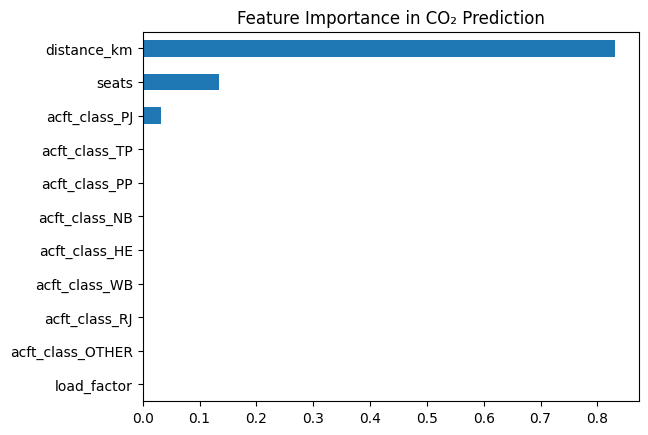 Feature Importance in CO₂ Prediction
distance_km
seats
acft_class_PJ
acft_class_TP
acft_class_PP
acft_class_NB
acft_class_HE
acft_class_WB
acft_class_RJ
acft_class_OTHER
load_factor
0.0 0.1 0.2 0.3 0.4 0.5 0.6 0.7 0.8